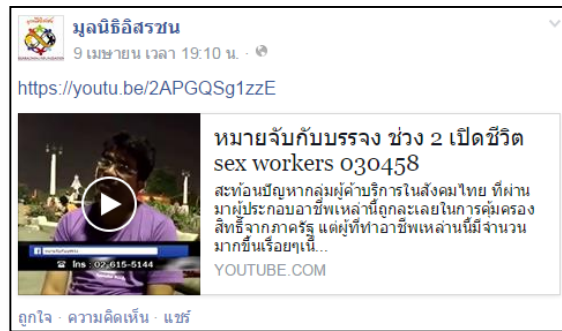 มูลนิธิอิสรชน
9 เมษายน เวลา 19:10 น. ·
https://youtu.be/2APGQSg1zzE
หมายจับกับบรรจง ช่วง 2 เปิดชีวิต
sex workers 030458
สะท้อนปัญหากลุ่มผู้ค้าบริการในสังคมไทย ที่ผ่าน
มาผู้ประกอบอาชีพเหล่านี้ถูกละเลยในการคุ้มครอง
สิทธิ์จากภาครัฐ แต่ผู้ที่ทำอาชีพเหล่านนี้มีจำนวน
มากขึ้นเรื่อยๆเนื่...
YOUTUBE.COM
โทร : 02-615-5144
ถูกใจ · ความคิดเห็น · แชร์